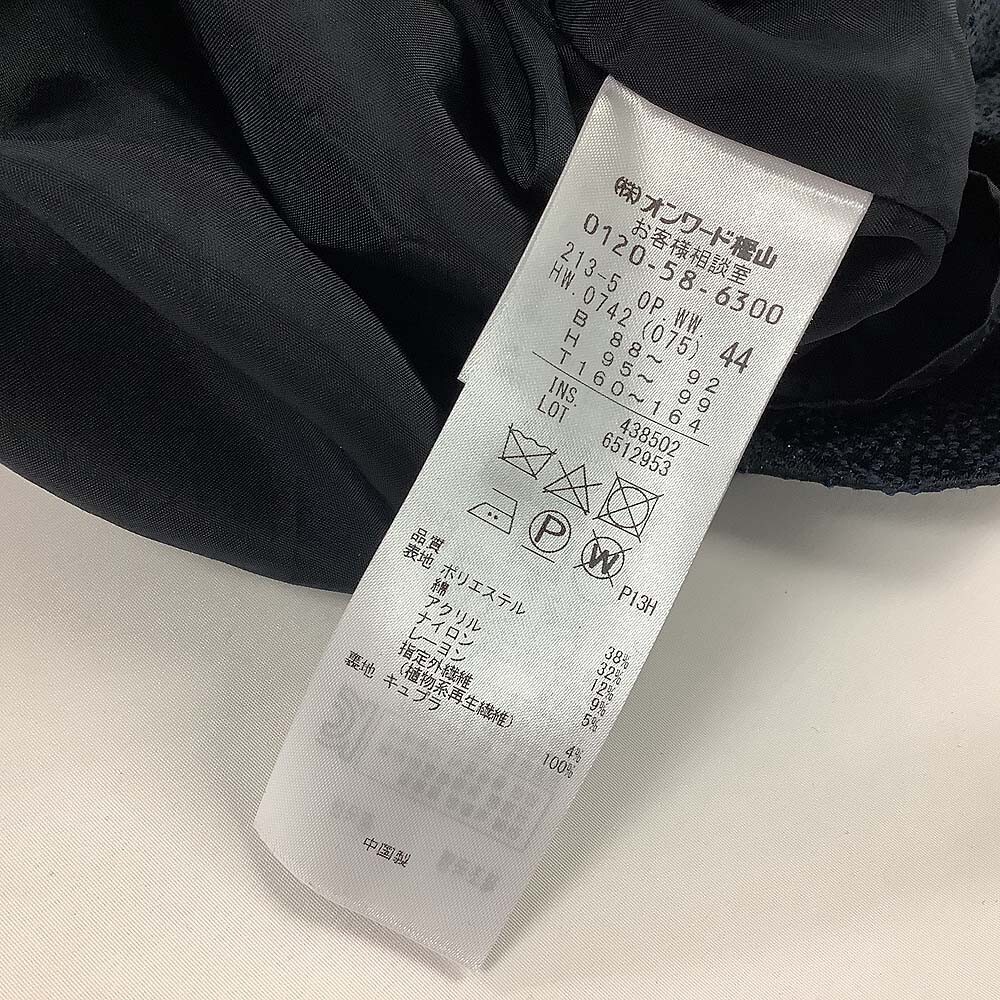 (株)オンワード樫山
お客様相談室
0120-58-6300
213-5 OP.WW.
HW.0742(075) 44
B 88～ 92
H 95～ 99
T160～164
INS. 438502
LOT 6512953
P
W
P13H
品質
表地 ポリエステル 38%
綿 32%
アクリル 12%
ナイロン 9%
レーヨン 5%
指定外繊維
(植物系再生繊維) 4%
裏地 キュプラ 100%
中国製